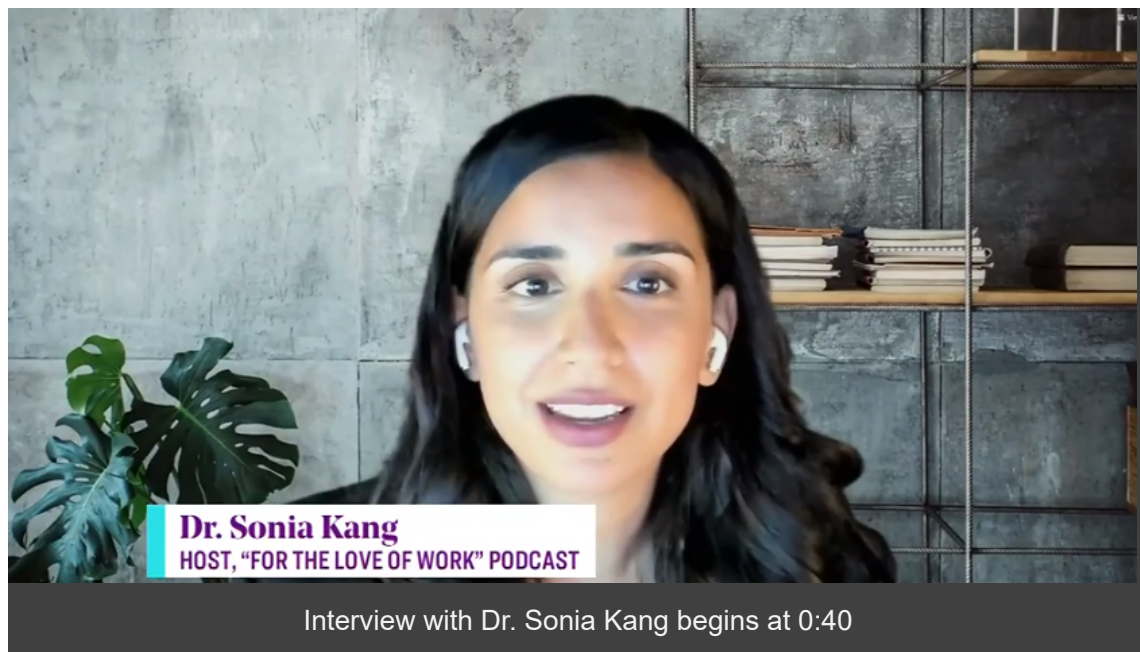 Dr. Sonia Kang
HOST, “FOR THE LOVE OF WORK” PODCAST
Interview with Dr. Sonia Kang begins at 0:40